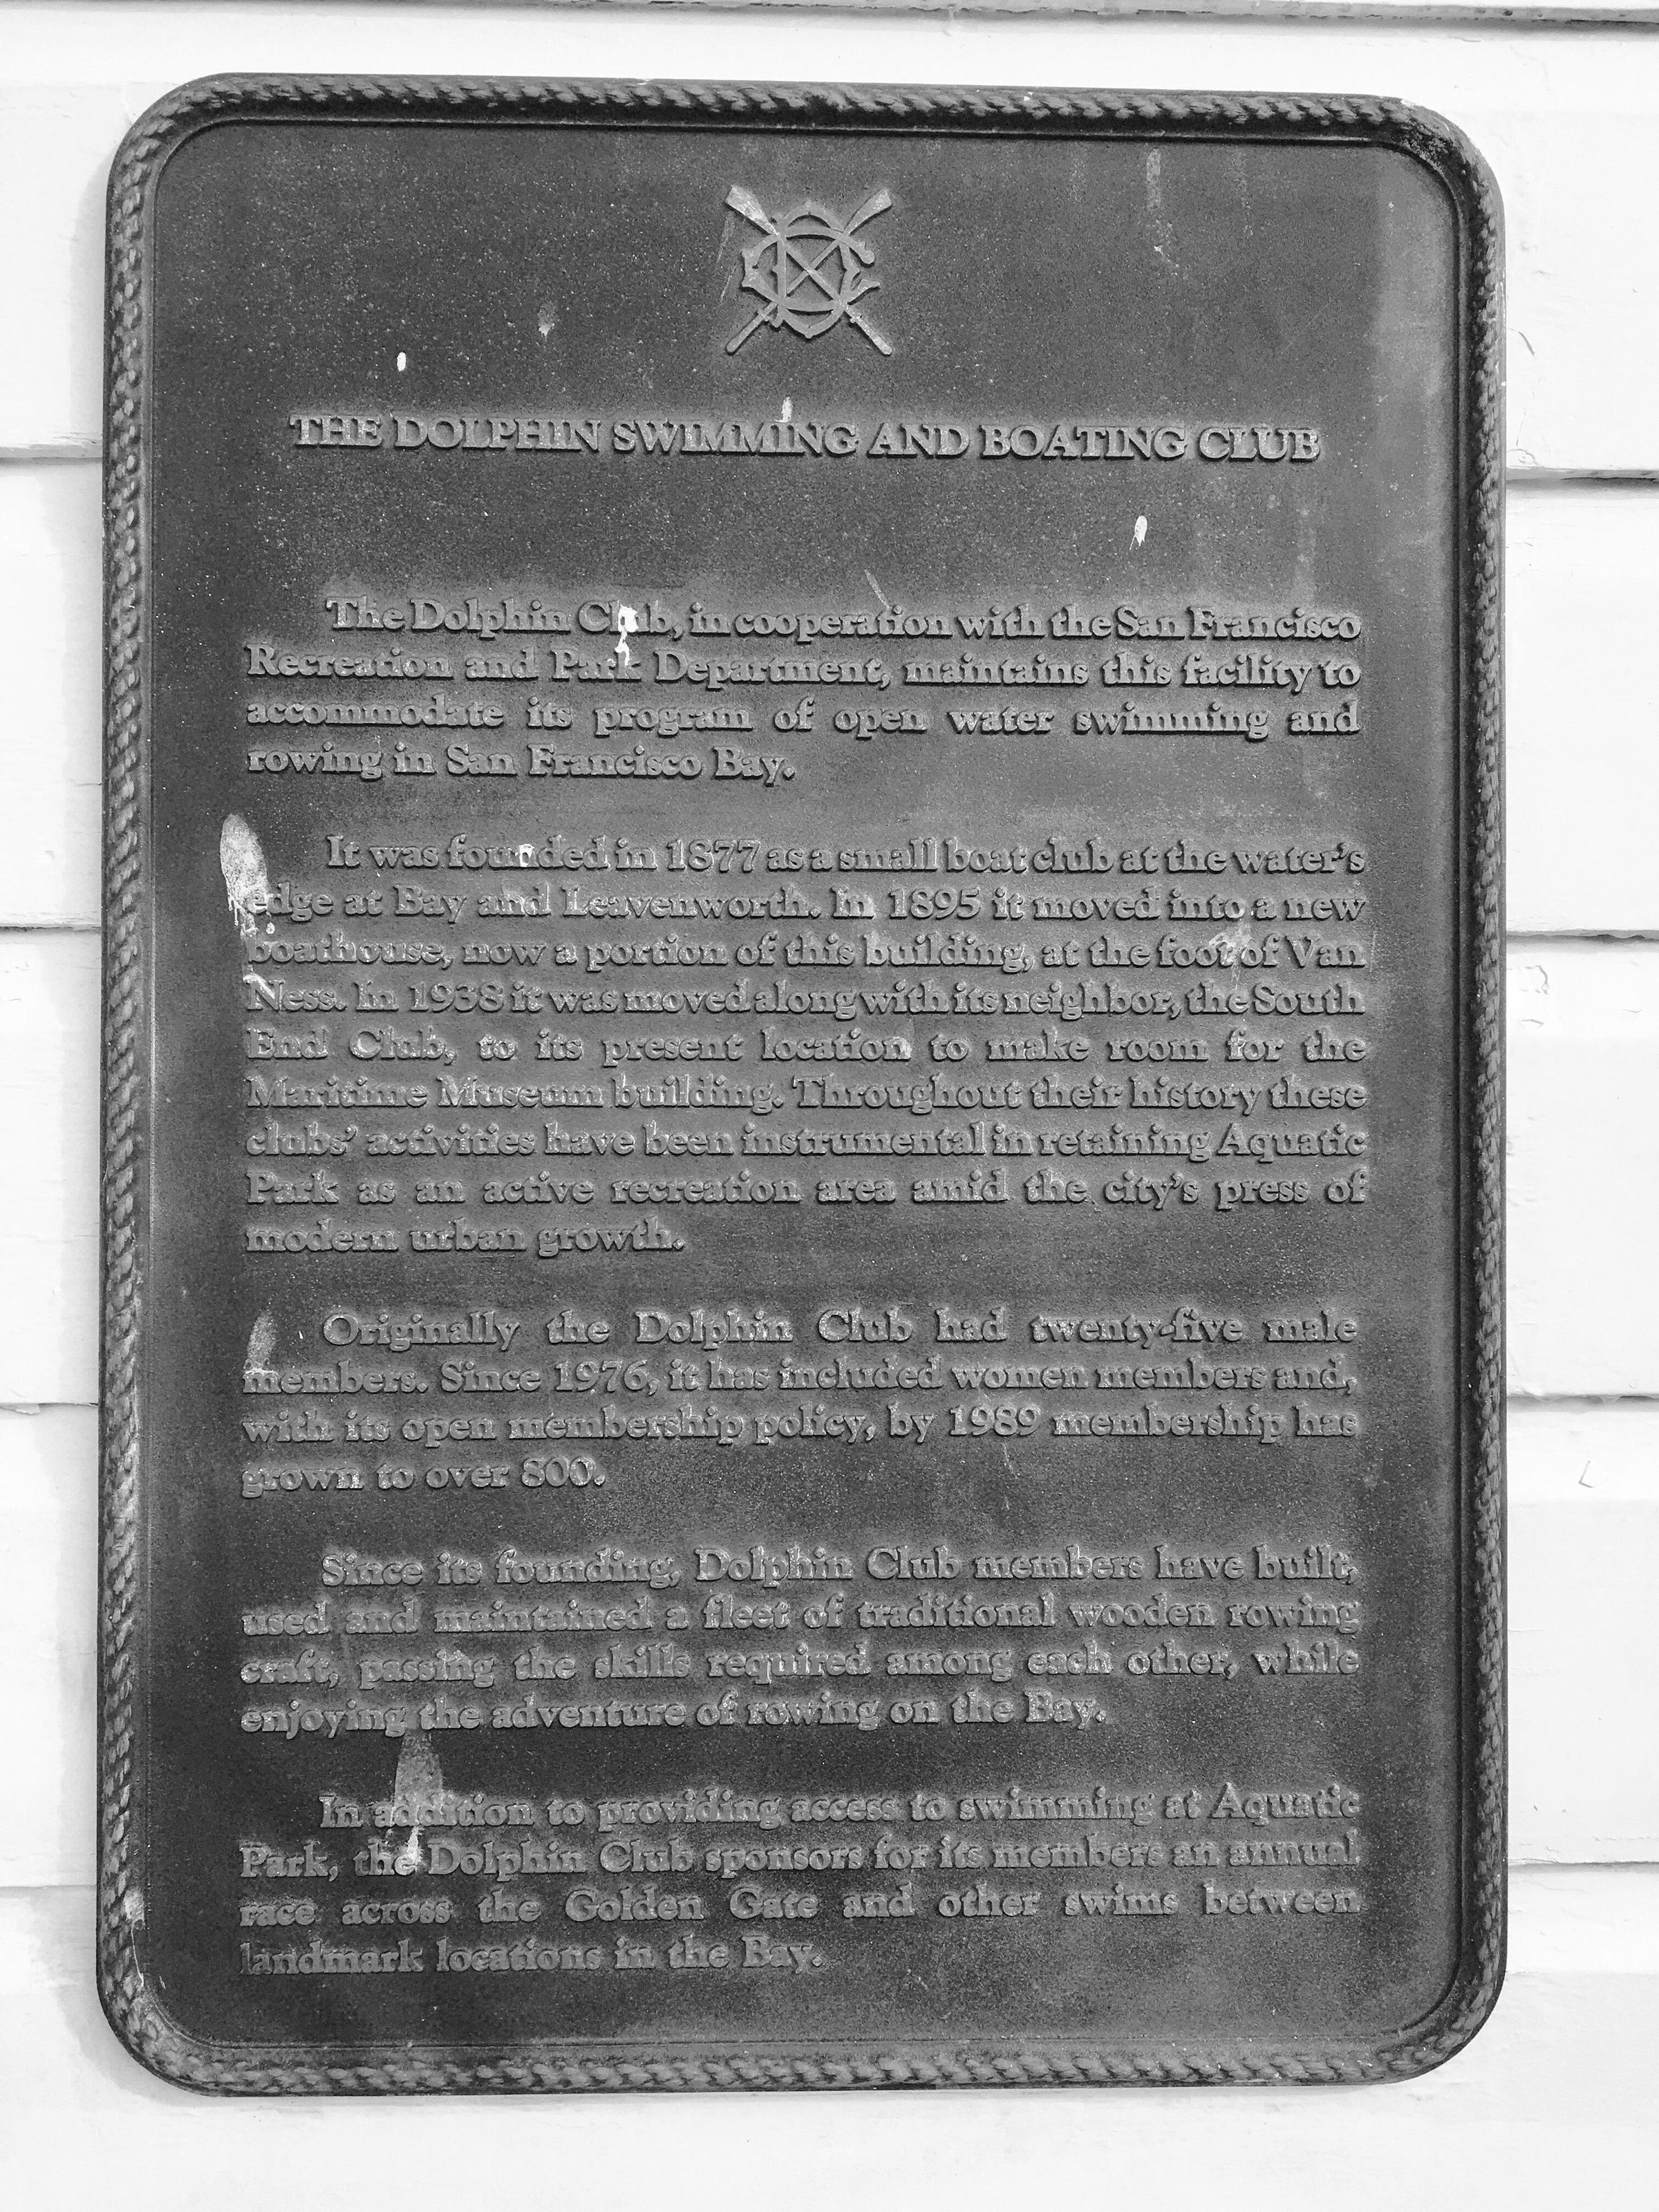 THE DOLPHIN SWIMMING AND BOATING CLUB
The Dolphin Club, in cooperation with the San Francisco
Recreation and Park Department, maintains this facility to
accommodate its program of open water swimming and
rowing in San Francisco Bay.
It was founded in 1877 as a small boat club at the water's
edge at Bay and Leavenworth. In 1895 it moved into a new
boathouse, now a portion of this building, at the foot of Van
Ness. In 1938 it was moved along with its neighbor, the South
End Club, to its present location to make room for the
Maritime Museum building. Throughout their history these
clubs' activities have been instrumental in retaining Aquatic
Park as an active recreation area amid the city's press of
modern urban growth.
Originally the Dolphin Club had twenty-five male
members. Since 1976, it has included women members and,
with its open membership policy, by 1989 membership has
grown to over 800.
Since its founding, Dolphin Club members have built,
used and maintained a fleet of traditional wooden rowing
craft, passing the skills required among each other, while
enjoying the adventure of rowing on the Bay.
In addition to providing access to swimming at Aquatic
Park, the Dolphin Club sponsors for its members an annual
race across the Golden Gate and other swims between
landmark locations in the Bay.